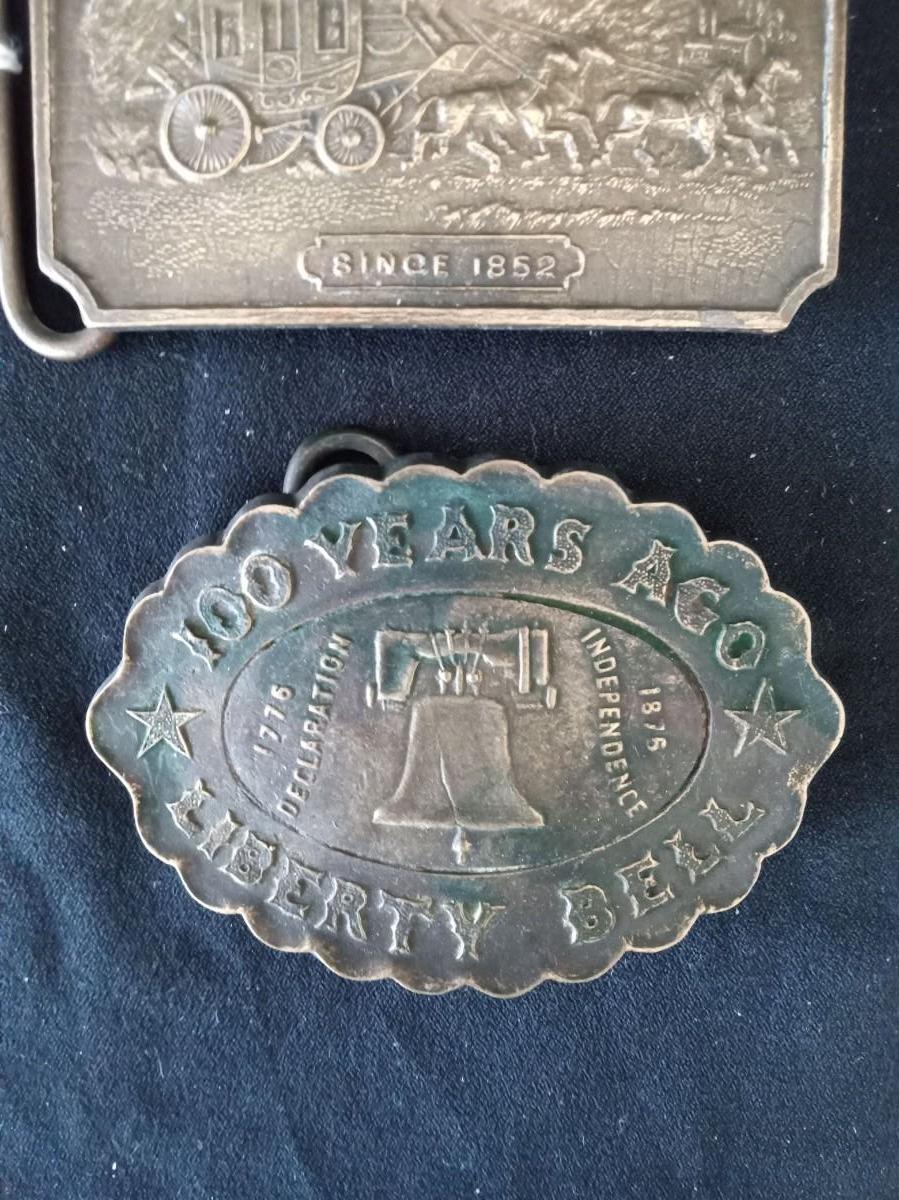 SINCE 1852
100 YEARS AGO
1776
DECLARATION
INDEPENDENCE
1876
LIBERTY BELL